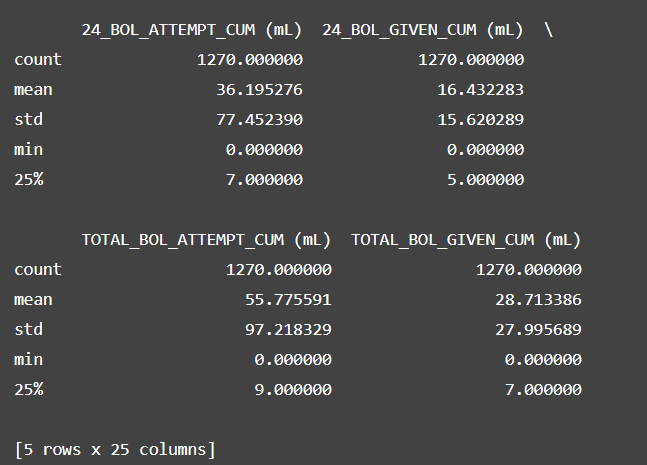 24_BOL_ATTEMPT_CUM (mL)  24_BOL_GIVEN_CUM (mL)  \
count              1270.000000            1270.000000
mean                 36.195276              16.432283
std                  77.452390              15.620289
min                   0.000000               0.000000
25%                   7.000000               5.000000
TOTAL_BOL_ATTEMPT_CUM (mL)  TOTAL_BOL_GIVEN_CUM (mL)
count                 1270.000000               1270.000000
mean                    55.775591                 28.713386
std                     97.218329                 27.995689
min                      0.000000                  0.000000
25%                      9.000000                  7.000000
[5 rows x 25 columns]